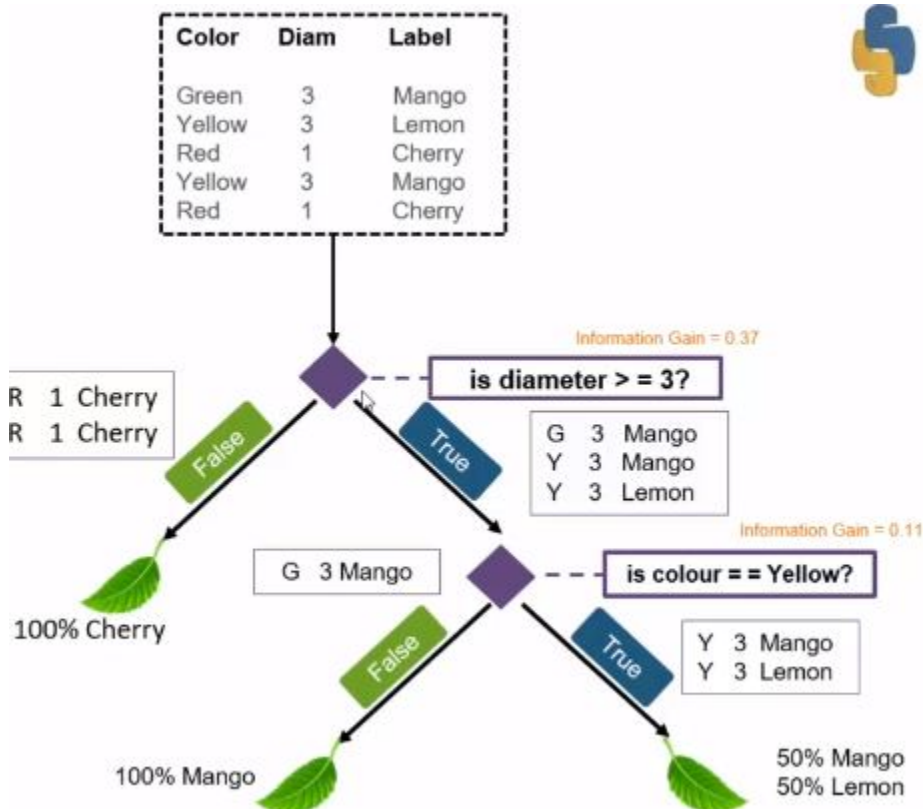 Color Diam Label
Green 3 Mango
Yellow 3 Lemon
Red 1 Cherry
Yellow 3 Mango
Red 1 Cherry
Information Gain = 0.37
is diameter > = 3?
R 1 Cherry
R 1 Cherry
False
True
G 3 Mango
Y 3 Mango
Y 3 Lemon
Information Gain = 0.11
G 3 Mango
is colour = = Yellow?
100% Cherry
False
True
Y 3 Mango
Y 3 Lemon
100% Mango
50% Mango
50% Lemon